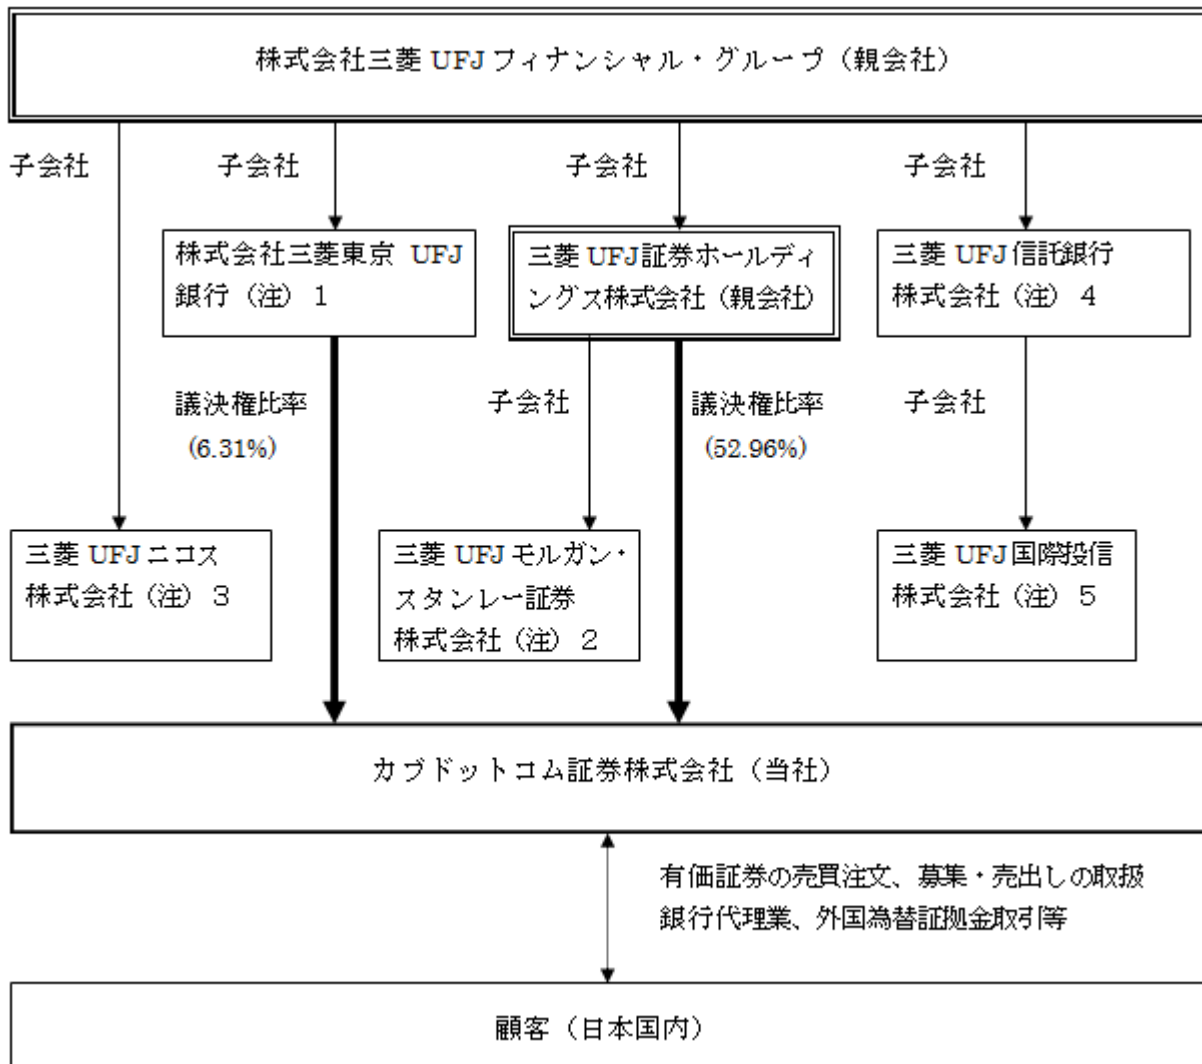 株式会社三菱 UFJ フィナンシャル・グループ（親会社）
子会社
子会社
子会社
子会社
株式会社三菱東京 UFJ
銀行（注） 1
三菱 UFJ 証券ホールディ
ングス株式会社（親会社）
三菱 UFJ 信託銀行
株式会社（注） 4
議決権比率
(6.31%)
子会社
議決権比率
(52.96%)
子会社
三菱 UFJ ニコス
株式会社（注） 3
三菱 UFJ モルガン・
スタンレー証券
株式会社（注） 2
三菱 UFJ 国際投信
株式会社（注） 5
カブドットコム証券株式会社（当社）
有価証券の売買注文、募集・売出しの取扱
銀行代理業、外国為替証拠金取引等
顧客（日本国内）